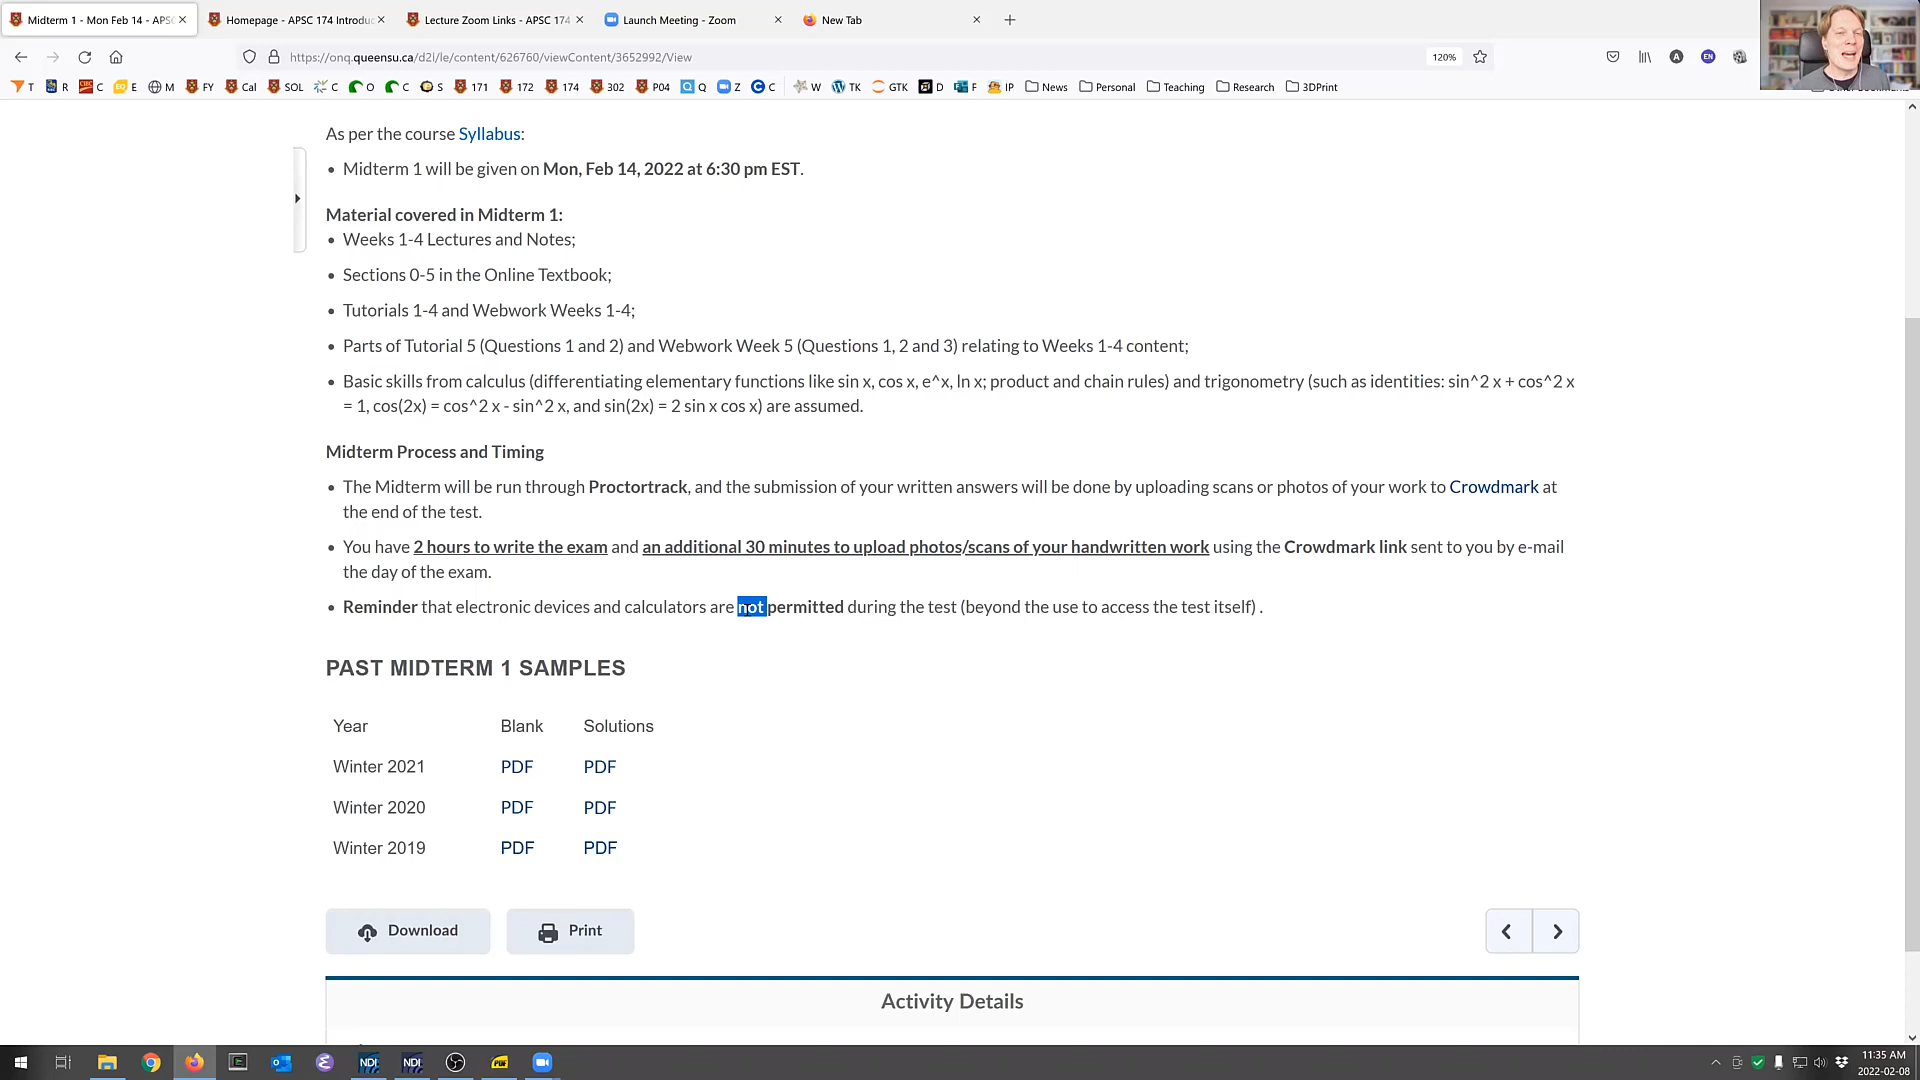 Midterm 1 - Mon Feb 14 - APSC
Homepage - APSC 174 Introduc
Lecture Zoom Links - APSC 174
Launch Meeting - Zoom
New Tab
https://onq.queensu.ca/d2l/le/content/626760/viewContent/3652992/View
120%
T R C E M FY Cal SOL C O C S 171 172 174 302 P04 Q Z C W TK GTK D F IP News Personal Teaching Research 3DPrint
As per the course Syllabus:
• Midterm 1 will be given on Mon, Feb 14, 2022 at 6:30 pm EST.
Material covered in Midterm 1:
• Weeks 1-4 Lectures and Notes;
• Sections 0-5 in the Online Textbook;
• Tutorials 1-4 and Webwork Weeks 1-4;
• Parts of Tutorial 5 (Questions 1 and 2) and Webwork Week 5 (Questions 1, 2 and 3) relating to Weeks 1-4 content;
• Basic skills from calculus (differentiating elementary functions like sin x, cos x, e^x, ln x; product and chain rules) and trigonometry (such as identities: sin^2 x + cos^2 x
= 1, cos(2x) = cos^2 x - sin^2 x, and sin(2x) = 2 sin x cos x) are assumed.
Midterm Process and Timing
• The Midterm will be run through Proctortrack, and the submission of your written answers will be done by uploading scans or photos of your work to Crowdmark at
the end of the test.
• You have 2 hours to write the exam and an additional 30 minutes to upload photos/scans of your handwritten work using the Crowdmark link sent to you by e-mail
the day of the exam.
• Reminder that electronic devices and calculators are not permitted during the test (beyond the use to access the test itself) .
PAST MIDTERM 1 SAMPLES
Year Blank Solutions
Winter 2021 PDF PDF
Winter 2020 PDF PDF
Winter 2019 PDF PDF
Download
Print
Activity Details
11:35 AM
2022-02-08